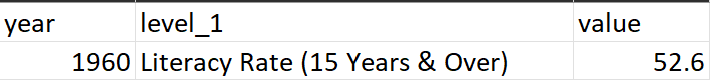 year level_1 value
1960 Literacy Rate (15 Years & Over) 52.6